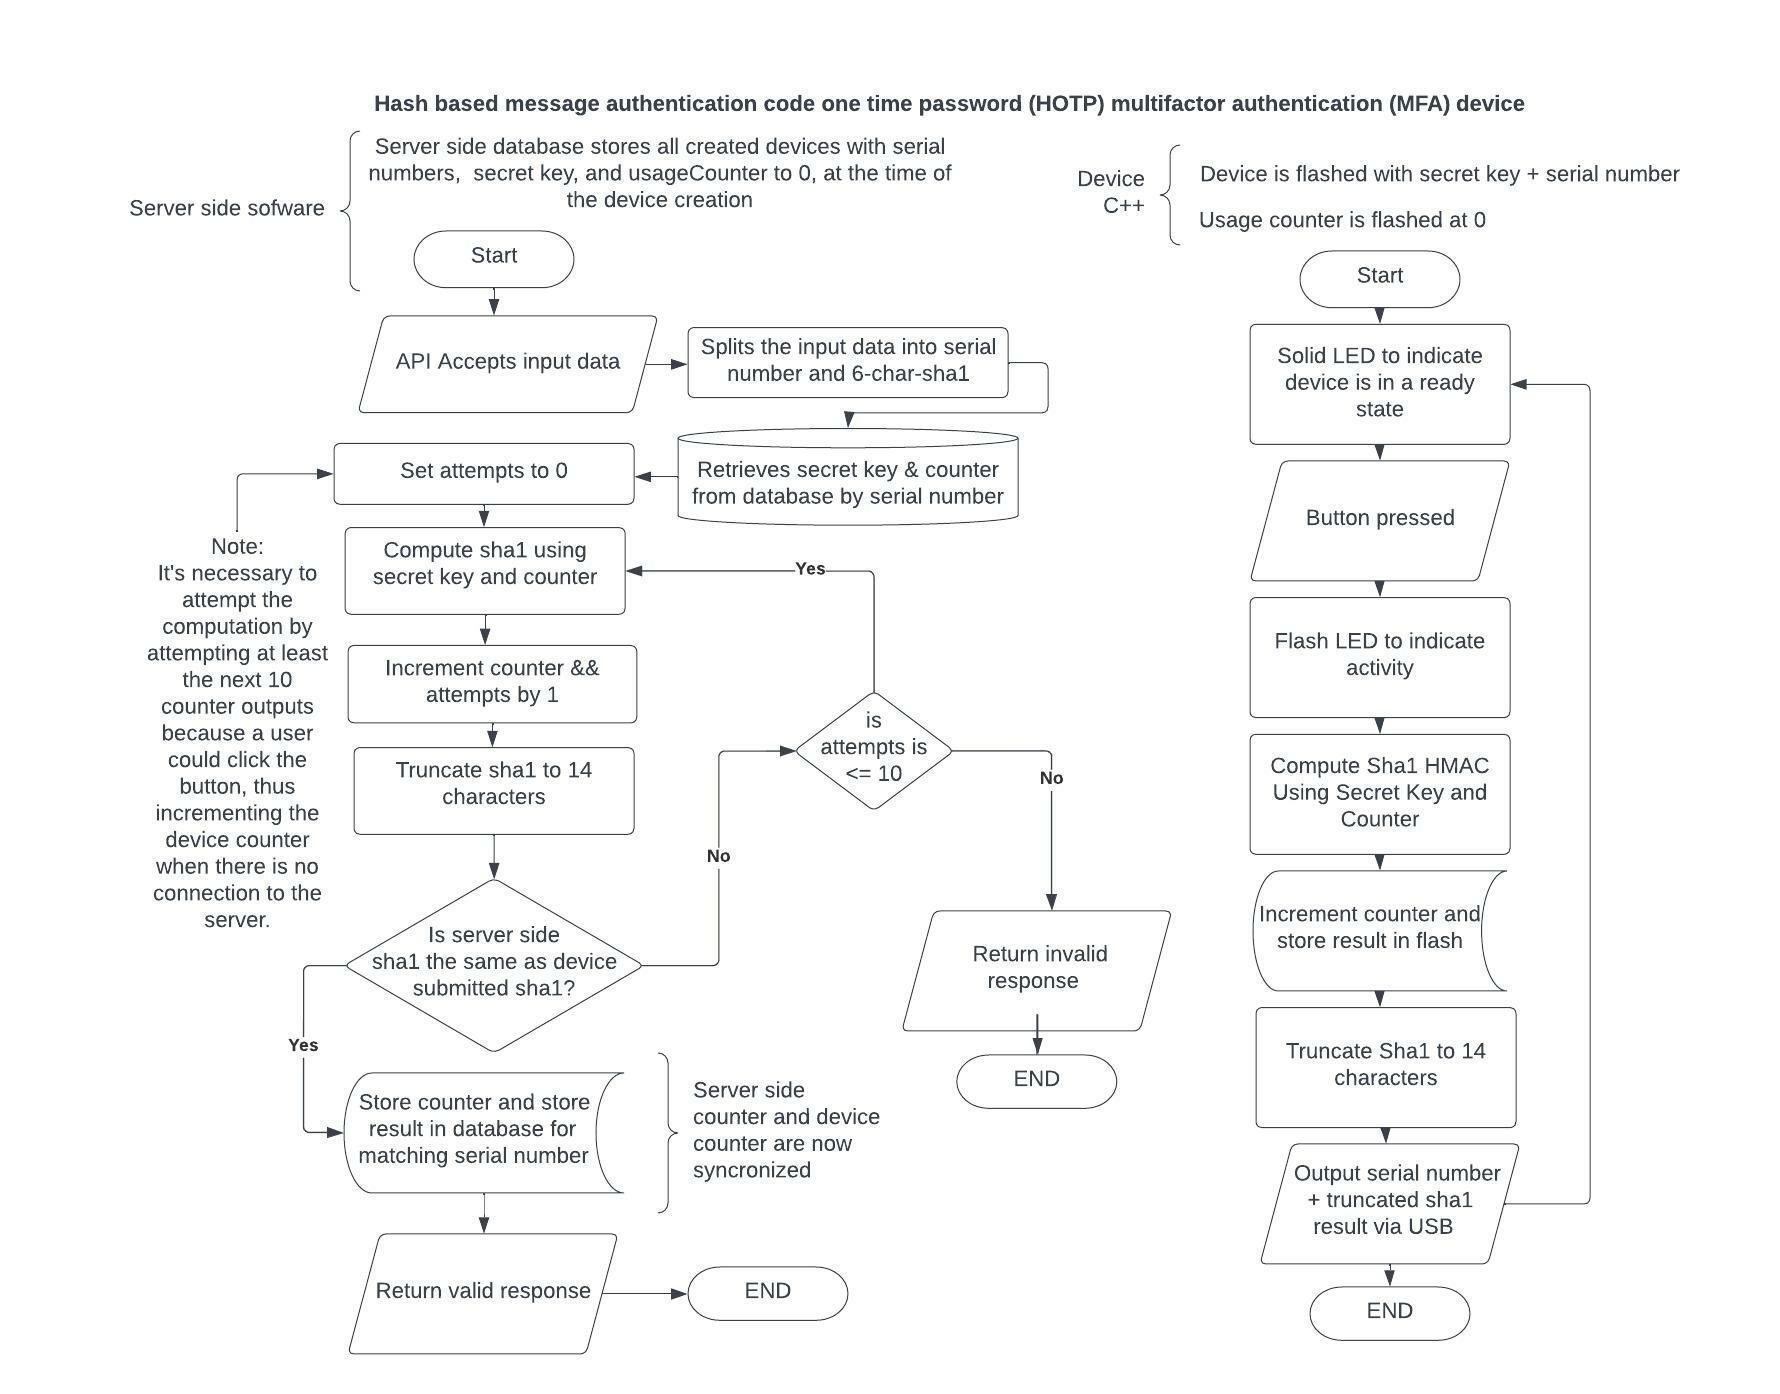 Hash based message authentication code one time password (HOTP) multifactor authentication (MFA) device
Server side sofware
Server side database stores all created devices with serial
numbers,  secret key, and usageCounter to 0, at the time of
the device creation
Start
API Accepts input data
Splits the input data into serial
number and 6-char-sha1
Retrieves secret key & counter
from database by serial number
Set attempts to 0
Note:
It's necessary to
attempt the
computation by
attempting at least
the next 10
counter outputs
because a user
could click the
button, thus
incrementing the
device counter
when there is no
connection to the
server.
Compute sha1 using
secret key and counter
Increment counter &&
attempts by 1
Truncate sha1 to 14
characters
Is server side
sha1 the same as device
submitted sha1?
No
is
attempts is
<= 10
Yes
No
Return invalid
response
END
Yes
Store counter and store
result in database for
matching serial number
Server side
counter and device
counter are now
syncronized
Return valid response
END
Device
C++
Device is flashed with secret key + serial number
Usage counter is flashed at 0
Start
Solid LED to indicate
device is in a ready
state
Button pressed
Flash LED to indicate
activity
Compute Sha1 HMAC
Using Secret Key and
Counter
Increment counter and
store result in flash
Truncate Sha1 to 14
characters
Output serial number
+ truncated sha1
result via USB
END